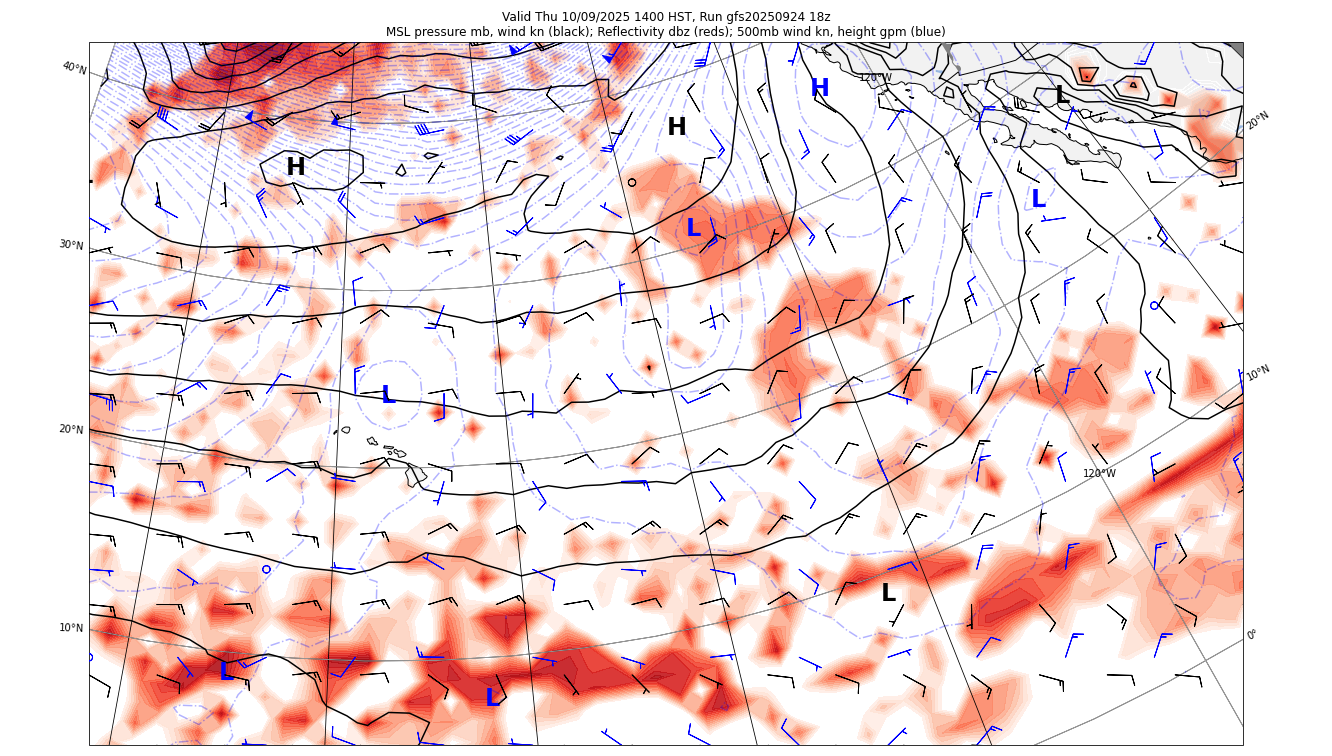 Valid Thu 10/09/2025 1400 HST, Run gfs20250924 18z
MSL pressure mb, wind kn (black); Reflectivity dbz (reds); 500mb wind kn, height gpm (blue)
40°N
120°W
H
L
20°N
H
H
L
L
30°N
10°N
L
20°N
120°W
L
10°N
0°
L
L